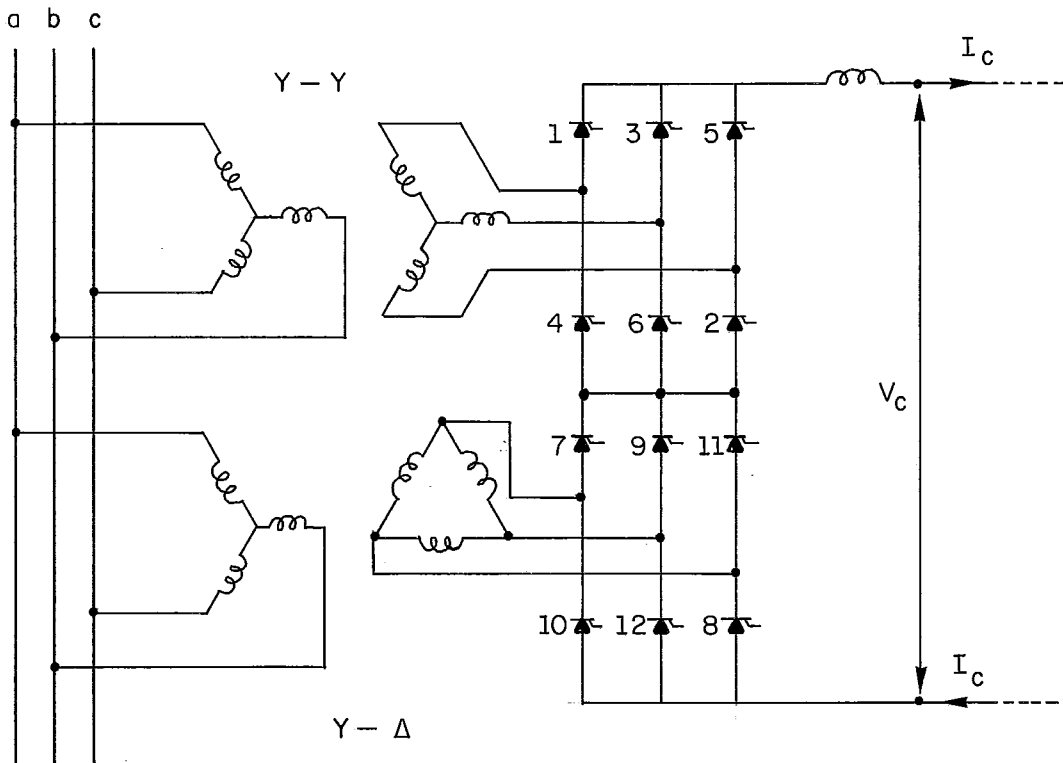 a b c
I_c
Y – Y
1 3 5
4 6 2
V_c
7 9 11
10 12 8
I_c
Y – Δ